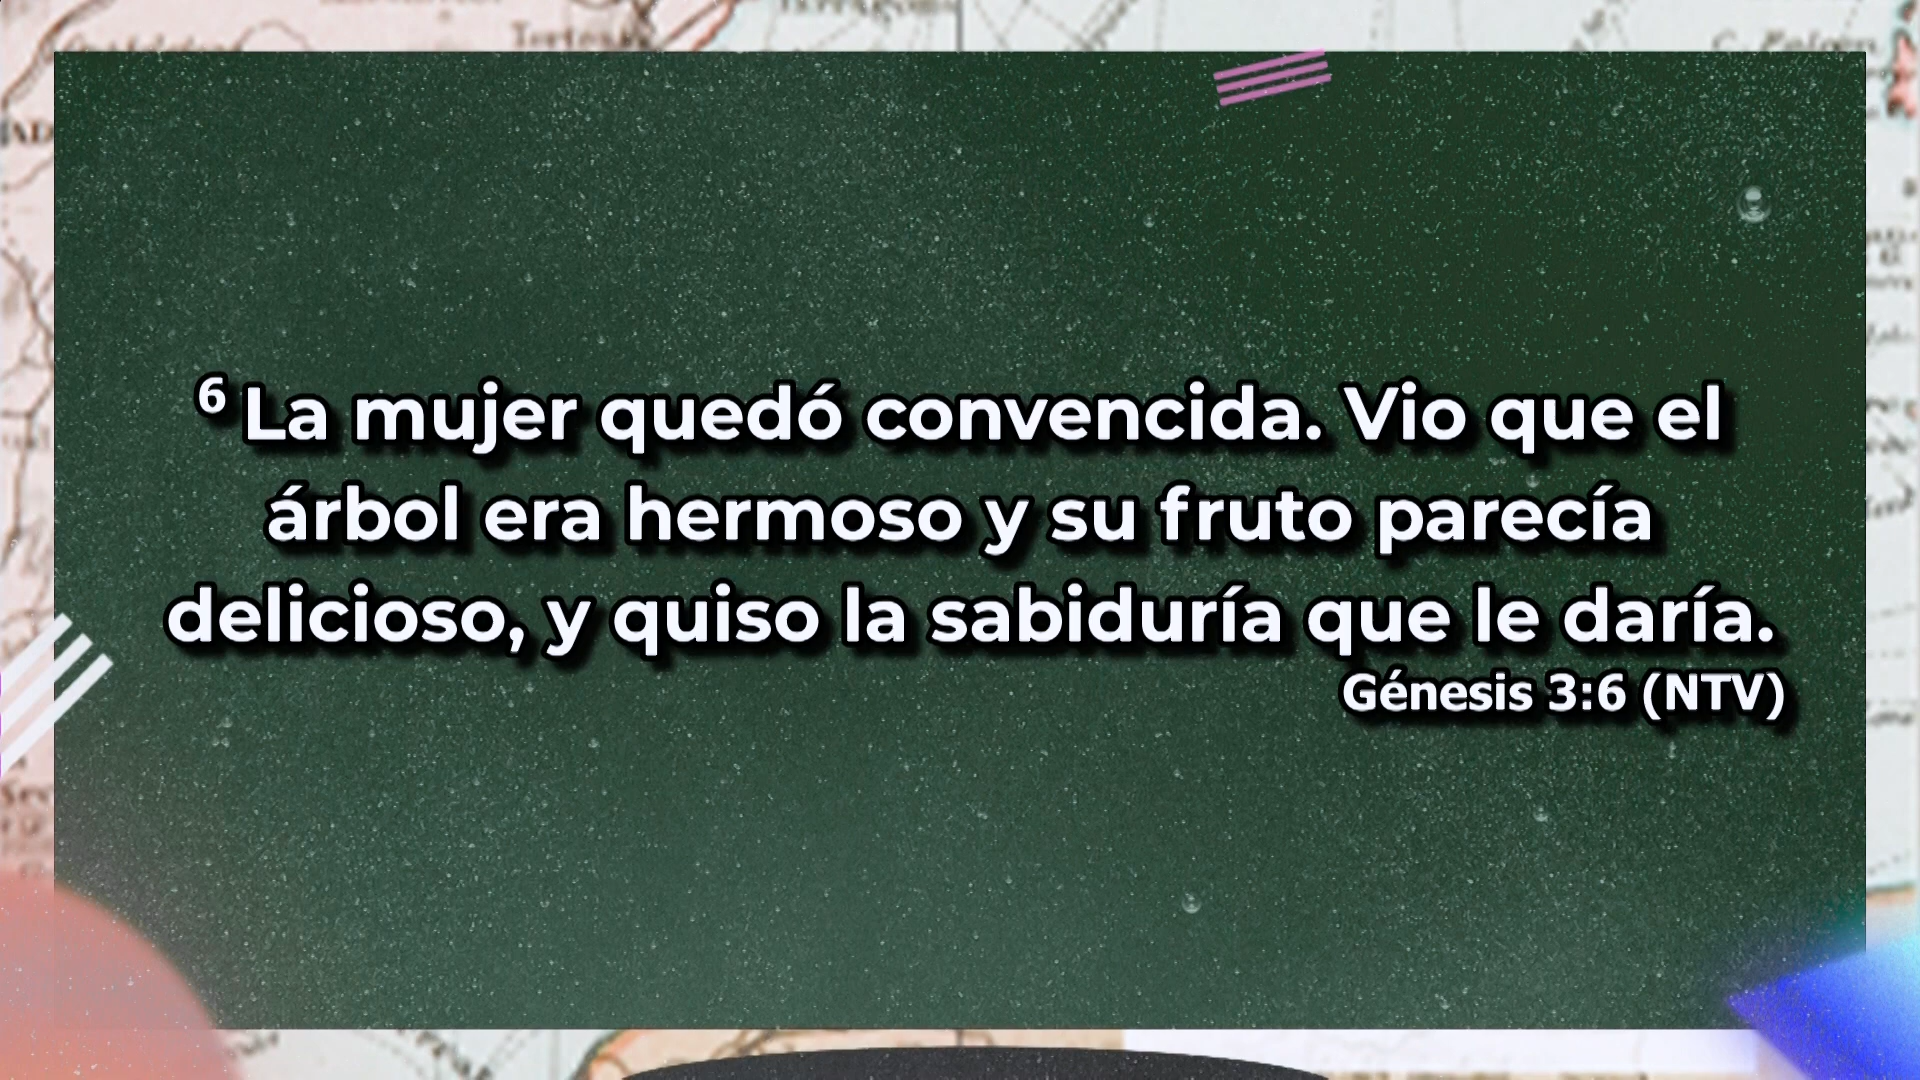 ⁶ La mujer quedó convencida. Vio que el
árbol era hermoso y su fruto parecía
delicioso, y quiso la sabiduría que le daría.
Génesis 3:6 (NTV)